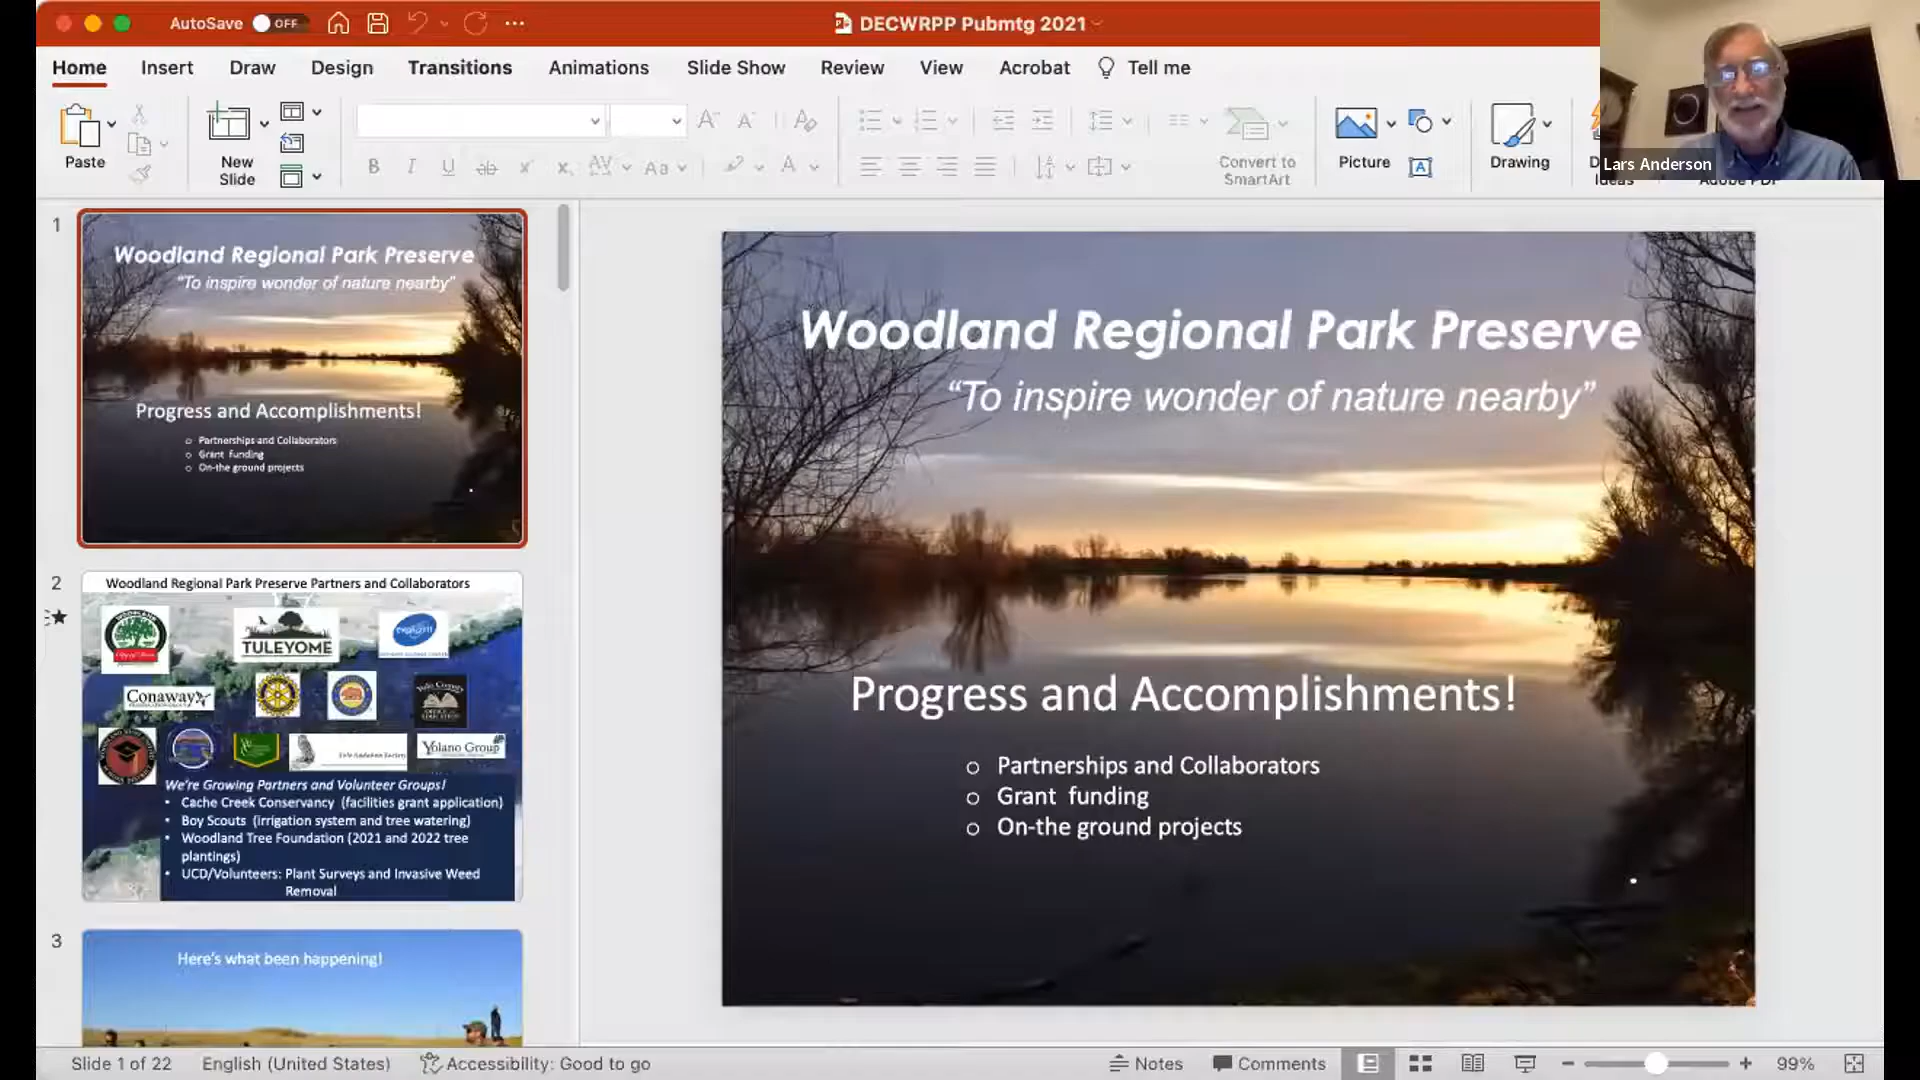 AutoSave OFF
DECWRPP Pubmtg 2021
Home Insert Draw Design Transitions Animations Slide Show Review View Acrobat Tell me
Paste
New
Slide
Convert to
SmartArt
Picture
Drawing
Lars Anderson
1
Woodland Regional Park Preserve
“To inspire wonder of nature nearby”
Progress and Accomplishments!
Partnerships and Collaborators
Grant funding
On-the ground projects
2
Woodland Regional Park Preserve Partners and Collaborators
TULEYOME
Conaway
Yolano Group
We're Growing Partners and Volunteer Groups!
• Cache Creek Conservancy (facilities grant application)
• Boy Scouts (irrigation system and tree watering)
• Woodland Tree Foundation (2021 and 2022 tree
plantings)
• UCD/Volunteers: Plant Surveys and Invasive Weed
Removal
3
Here's what been happening!
Woodland Regional Park Preserve
“To inspire wonder of nature nearby”
Progress and Accomplishments!
Partnerships and Collaborators
Grant funding
On-the ground projects
Slide 1 of 22 English (United States) Accessibility: Good to go Notes Comments 99%